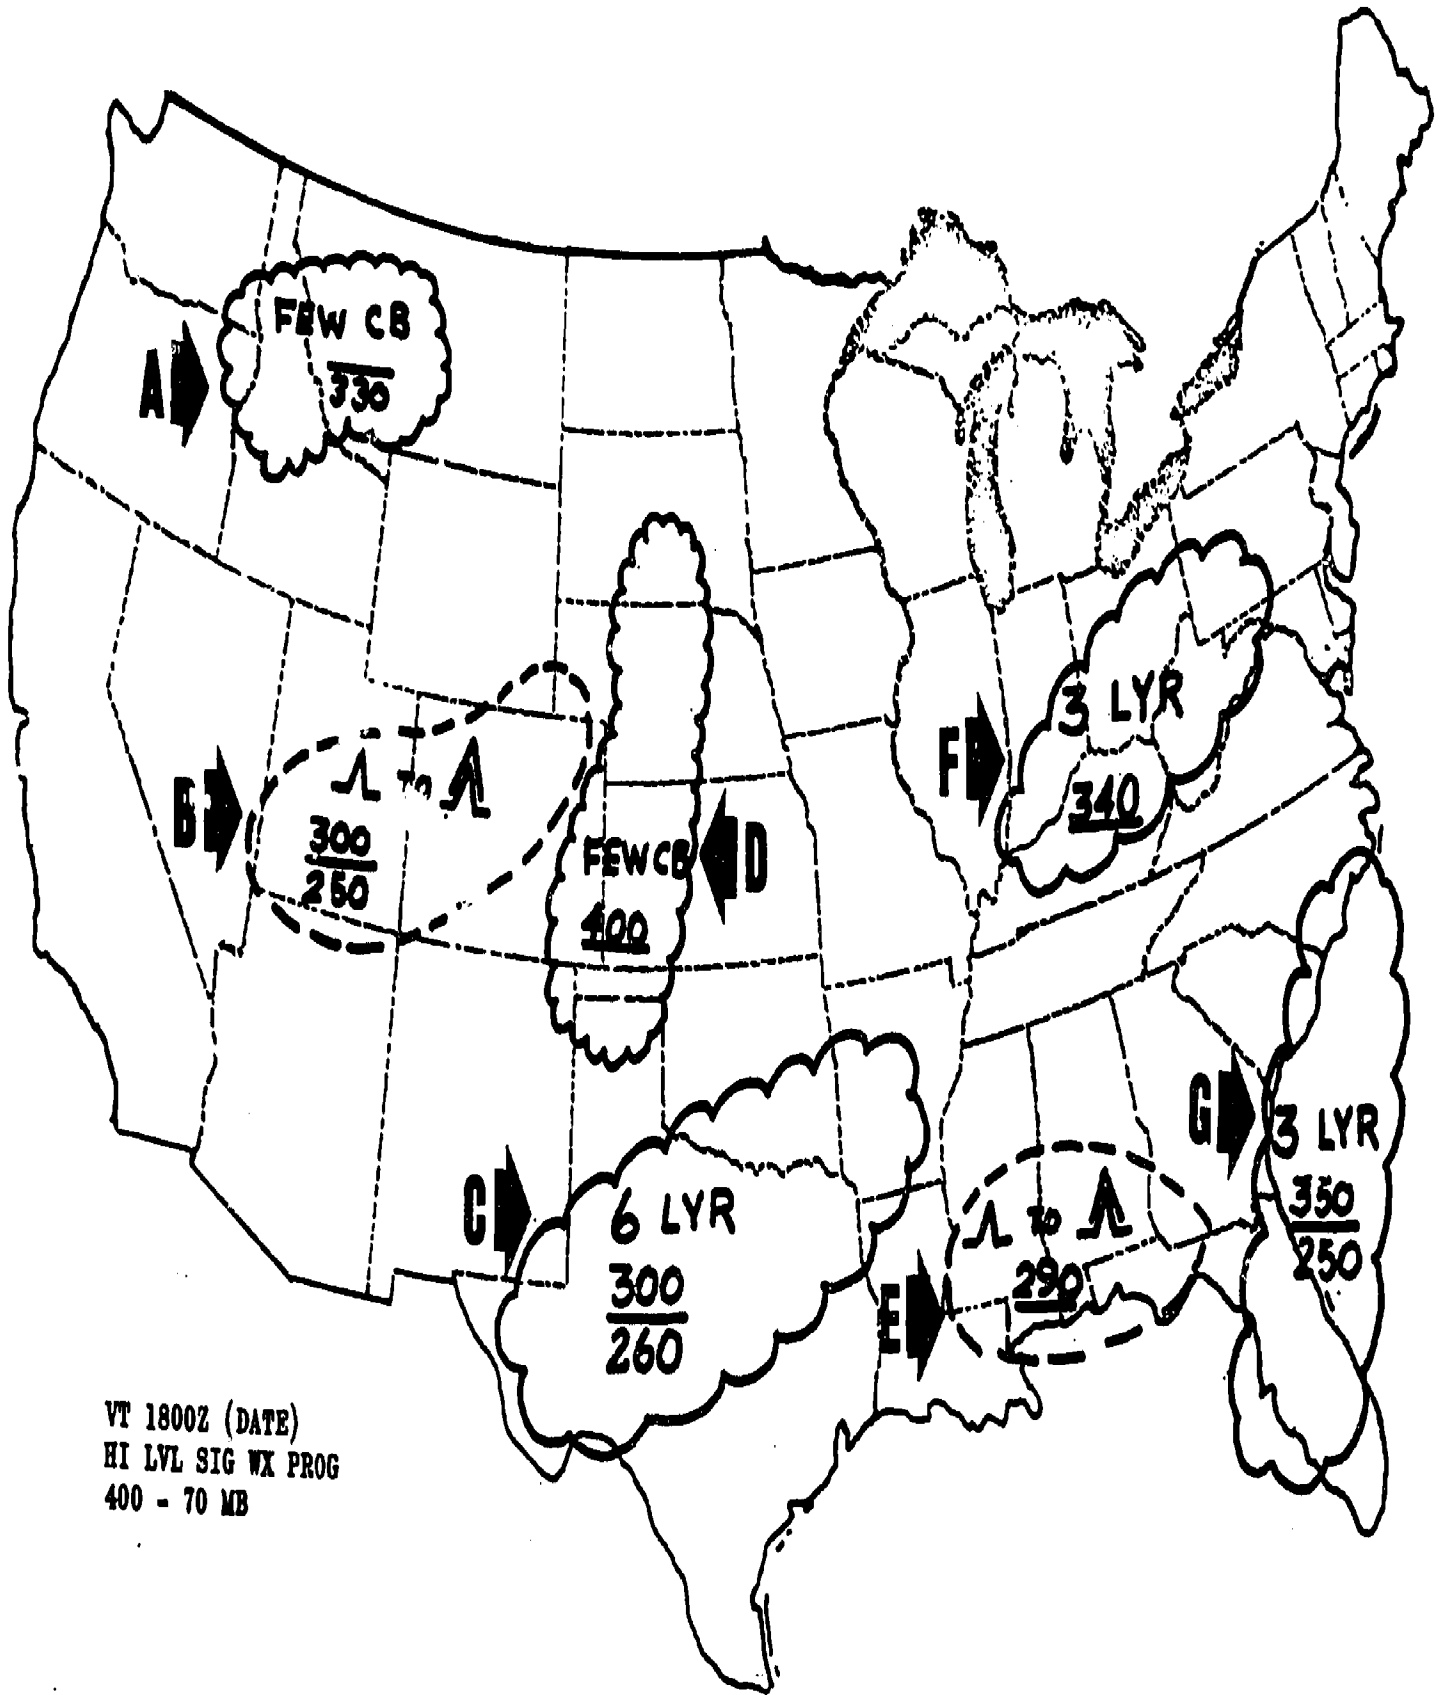 FEW CB
330
A
B
TO
300
250
FEW CB
400
D
3 LYR
F
340
C
6 LYR
300
260
E
TO
290
G
3 LYR
350
250
VT 1800Z (DATE)
HI LVL SIG WX PROG
400 - 70 MB